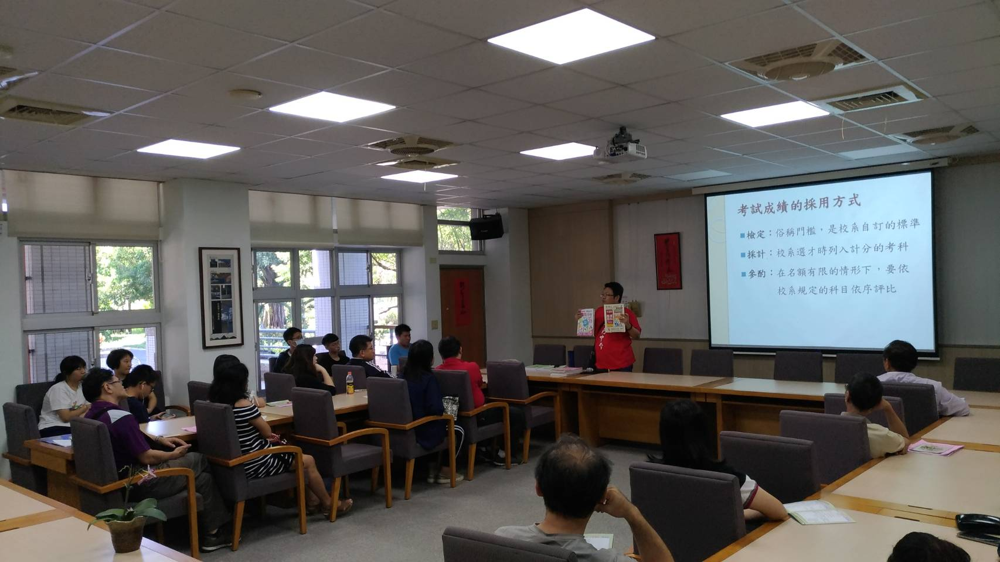 考試成績的採用方式
檢定：俗稱門檻，是校系自訂的標準
採計：校系選才時列入計分的考科
參酌：在名額有限的情形下，要依
校系規定的科目依序評比